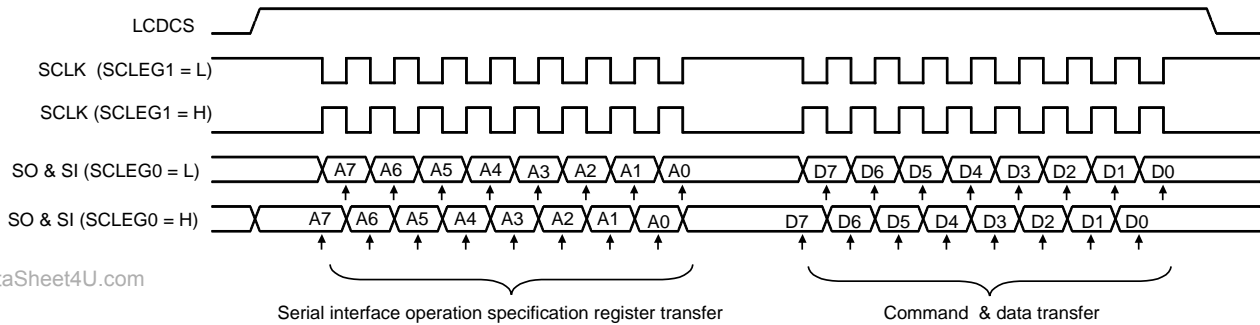 LCDCS
SCLK (SCLEG1 = L)
SCLK (SCLEG1 = H)
SO & SI (SCLEG0 = L) A7 A6 A5 A4 A3 A2 A1 A0 D7 D6 D5 D4 D3 D2 D1 D0
SO & SI (SCLEG0 = H) A7 A6 A5 A4 A3 A2 A1 A0 D7 D6 D5 D4 D3 D2 D1 D0
taSheet4U.com
Serial interface operation specification register transfer Command & data transfer